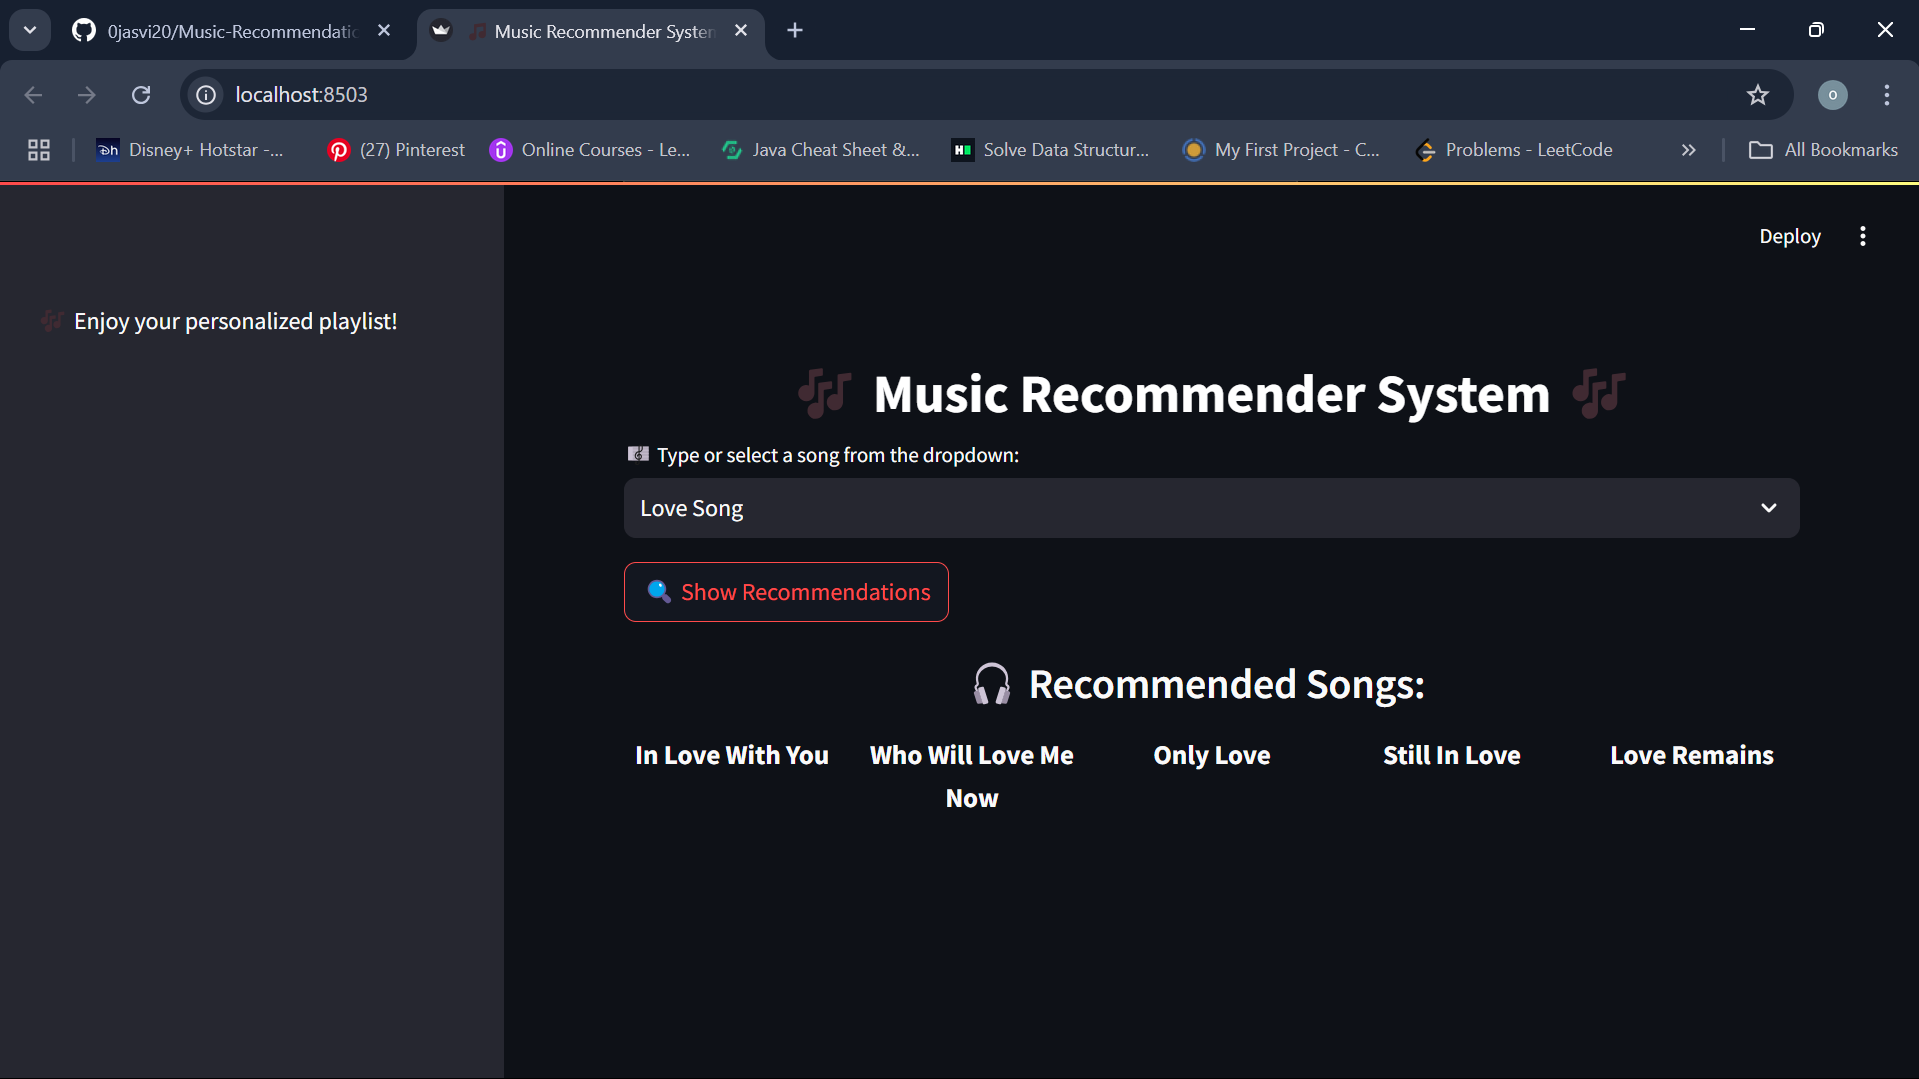 0jasvi20/Music-Recommendatio
Music Recommender System
localhost:8503
o
Disney+ Hotstar -...
(27) Pinterest
Online Courses - Le...
Java Cheat Sheet &...
Solve Data Structur...
My First Project - C...
Problems - LeetCode
All Bookmarks
Deploy
Enjoy your personalized playlist!
Music Recommender System
Type or select a song from the dropdown:
Love Song
Show Recommendations
Recommended Songs:
In Love With You
Who Will Love Me
Now
Only Love
Still In Love
Love Remains